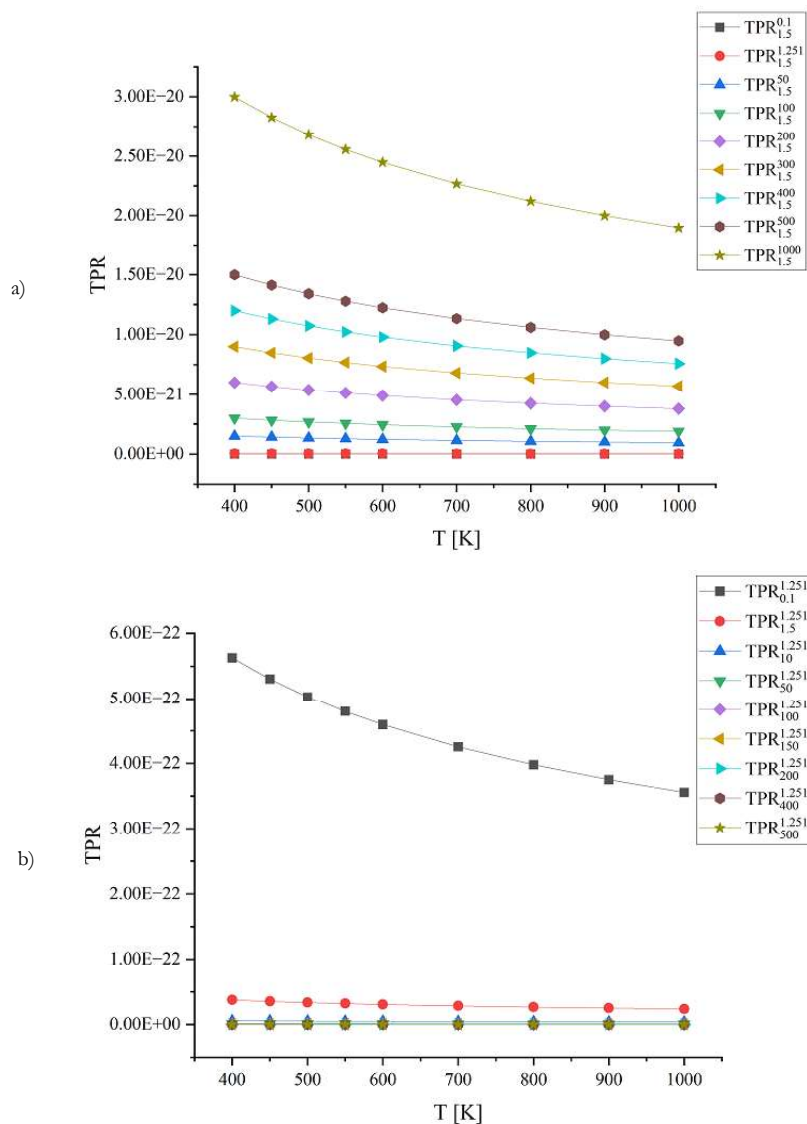 TPR 0.1 1.5
TPR 1.251 1.5
TPR 50 1.5
TPR 100 1.5
TPR 200 1.5
TPR 300 1.5
TPR 400 1.5
TPR 500 1.5
TPR 1000 1.5
3.00E−20
2.50E−20
2.00E−20
1.50E−20
1.00E−20
5.00E−21
0.00E+00
TPR
a)
400 500 600 700 800 900 1000
T [K]
TPR 1.251 0.1
TPR 1.251 1.5
TPR 1.251 10
TPR 1.251 50
TPR 1.251 100
TPR 1.251 150
TPR 1.251 200
TPR 1.251 400
TPR 1.251 500
6.00E−22
5.00E−22
4.00E−22
3.00E−22
2.00E−22
1.00E−22
0.00E+00
TPR
b)
400 500 600 700 800 900 1000
T [K]